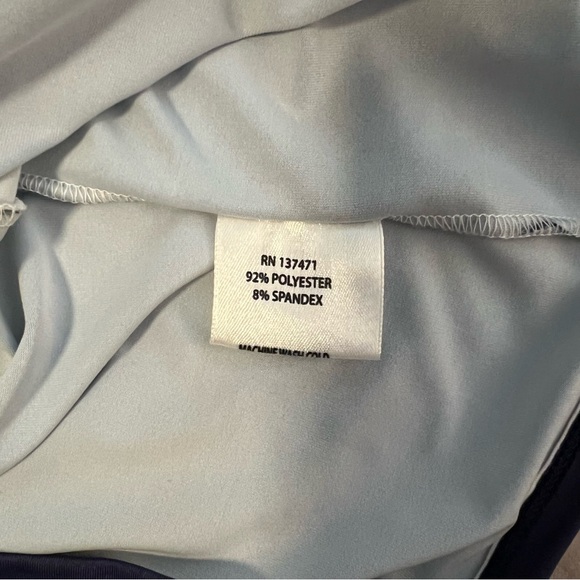 RN 137471
92% POLYESTER
8% SPANDEX
MACHINE WASH COLD